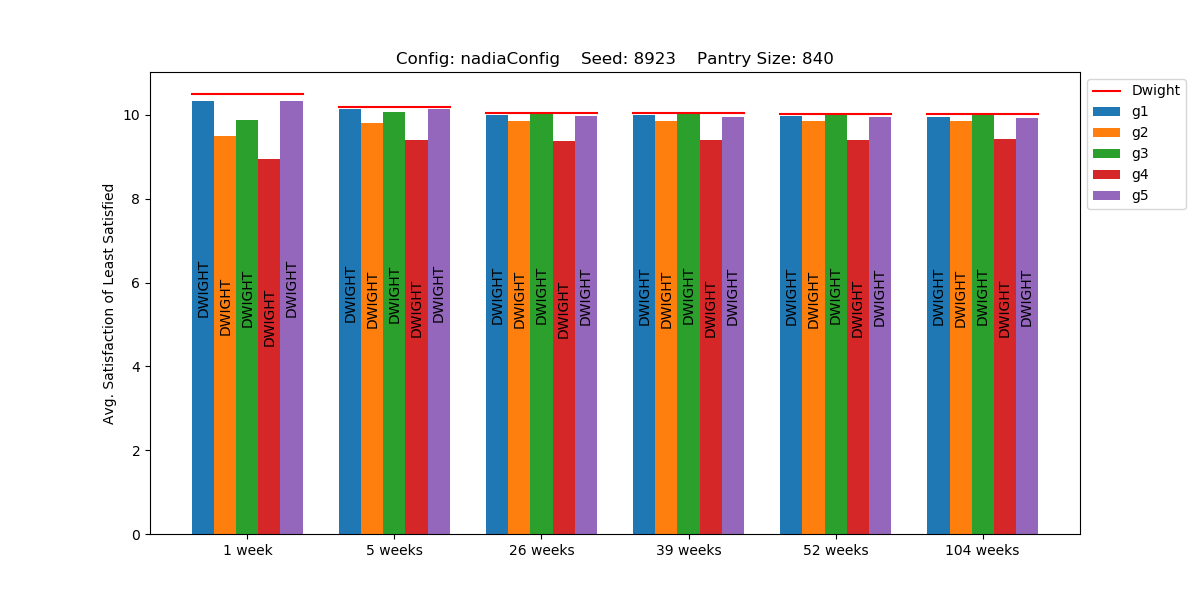 Config: nadiaConfig    Seed: 8923    Pantry Size: 840
Avg. Satisfaction of Least Satisfied
10
8
6
4
2
0
DWIGHT DWIGHT DWIGHT DWIGHT DWIGHT
DWIGHT DWIGHT DWIGHT DWIGHT DWIGHT
DWIGHT DWIGHT DWIGHT DWIGHT DWIGHT
DWIGHT DWIGHT DWIGHT DWIGHT DWIGHT
DWIGHT DWIGHT DWIGHT DWIGHT DWIGHT
DWIGHT DWIGHT DWIGHT DWIGHT DWIGHT
1 week 5 weeks 26 weeks 39 weeks 52 weeks 104 weeks
Dwight
g1
g2
g3
g4
g5